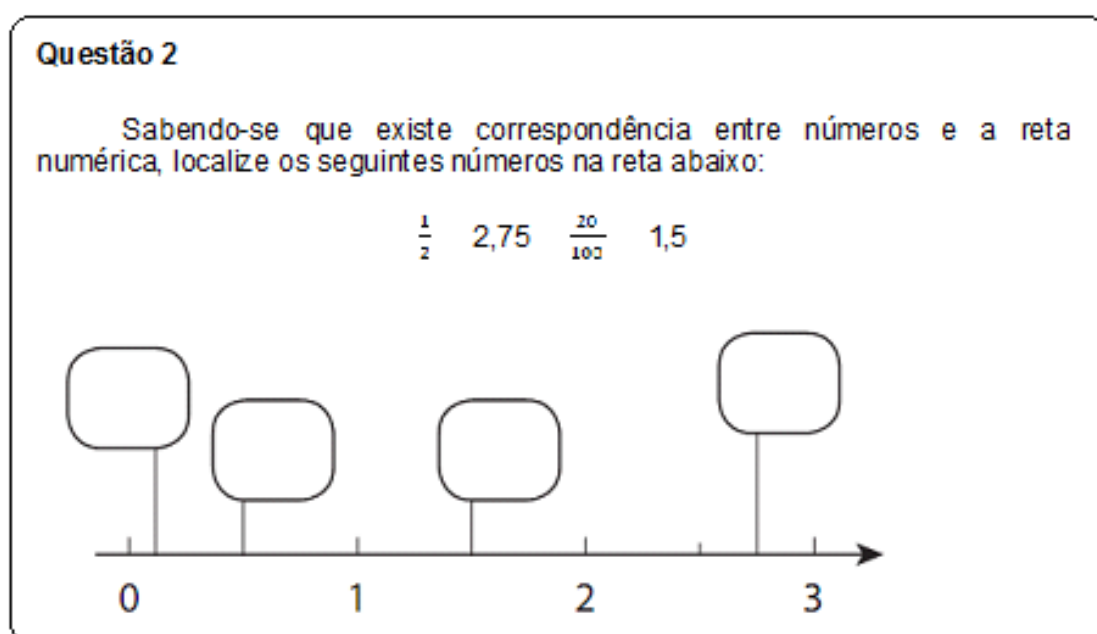 Questão 2
Sabendo-se que existe correspondência entre números e a reta
numérica, localize os seguintes números na reta abaixo:
1/2 2,75 20/100 1,5
0 1 2 3